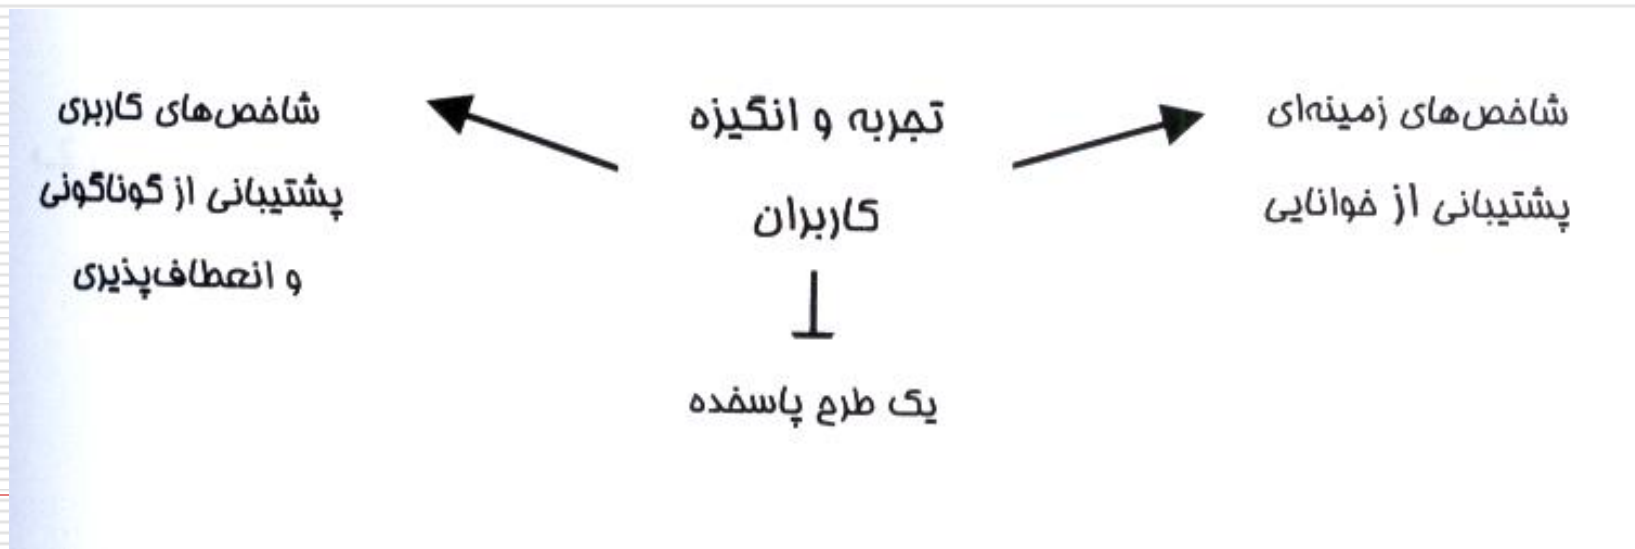 شاخص‌های زمینه‌ای
پشتیبانی از خوانایی
تجربه و انگیزه
کاربران
یک طرح پاسخده
شاخص‌های کاربری
پشتیبانی از گوناگونی
و انعطاف‌پذیری